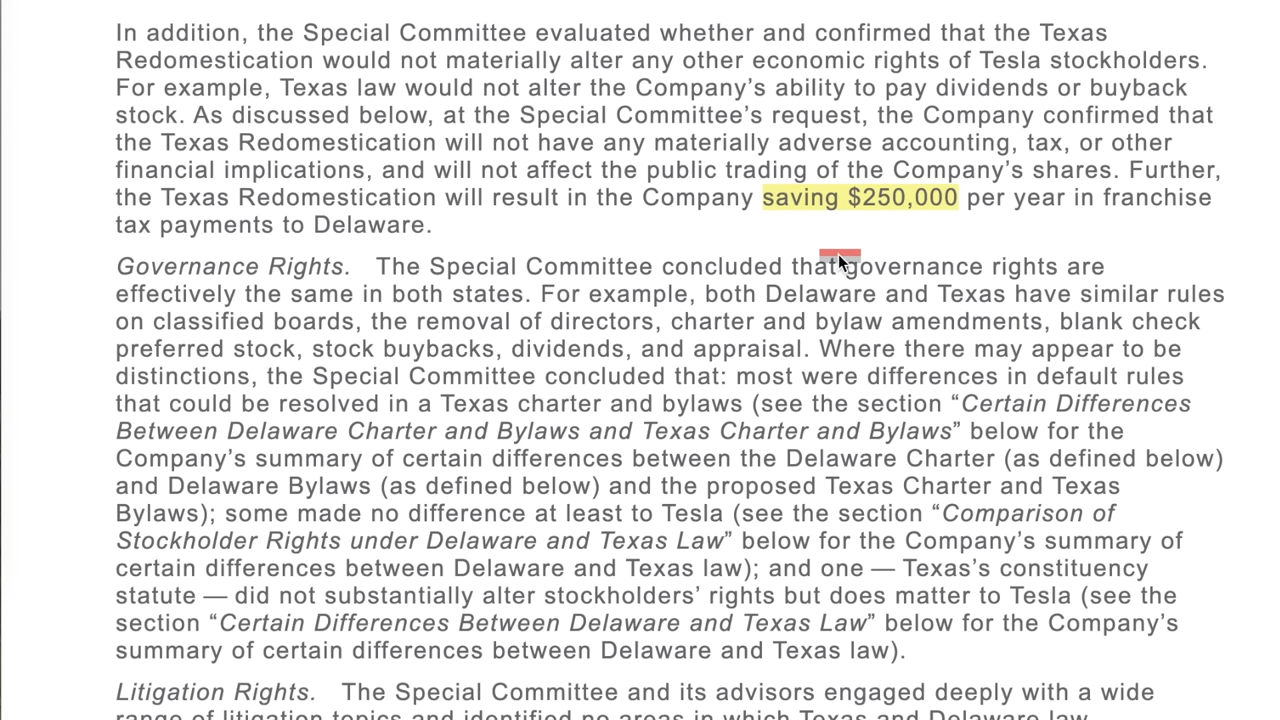 In addition, the Special Committee evaluated whether and confirmed that the Texas
Redomestication would not materially alter any other economic rights of Tesla stockholders.
For example, Texas law would not alter the Company’s ability to pay dividends or buyback
stock. As discussed below, at the Special Committee’s request, the Company confirmed that
the Texas Redomestication will not have any materially adverse accounting, tax, or other
financial implications, and will not affect the public trading of the Company’s shares. Further,
the Texas Redomestication will result in the Company saving $250,000 per year in franchise
tax payments to Delaware.
Governance Rights. The Special Committee concluded that governance rights are
effectively the same in both states. For example, both Delaware and Texas have similar rules
on classified boards, the removal of directors, charter and bylaw amendments, blank check
preferred stock, stock buybacks, dividends, and appraisal. Where there may appear to be
distinctions, the Special Committee concluded that: most were differences in default rules
that could be resolved in a Texas charter and bylaws (see the section “Certain Differences
Between Delaware Charter and Bylaws and Texas Charter and Bylaws” below for the
Company’s summary of certain differences between the Delaware Charter (as defined below)
and Delaware Bylaws (as defined below) and the proposed Texas Charter and Texas
Bylaws); some made no difference at least to Tesla (see the section “Comparison of
Stockholder Rights under Delaware and Texas Law” below for the Company’s summary of
certain differences between Delaware and Texas law); and one — Texas’s constituency
statute — did not substantially alter stockholders’ rights but does matter to Tesla (see the
section “Certain Differences Between Delaware and Texas Law” below for the Company’s
summary of certain differences between Delaware and Texas law).
Litigation Rights. The Special Committee and its advisors engaged deeply with a wide
range of litigation topics and identified no areas in which Texas and Delaware law